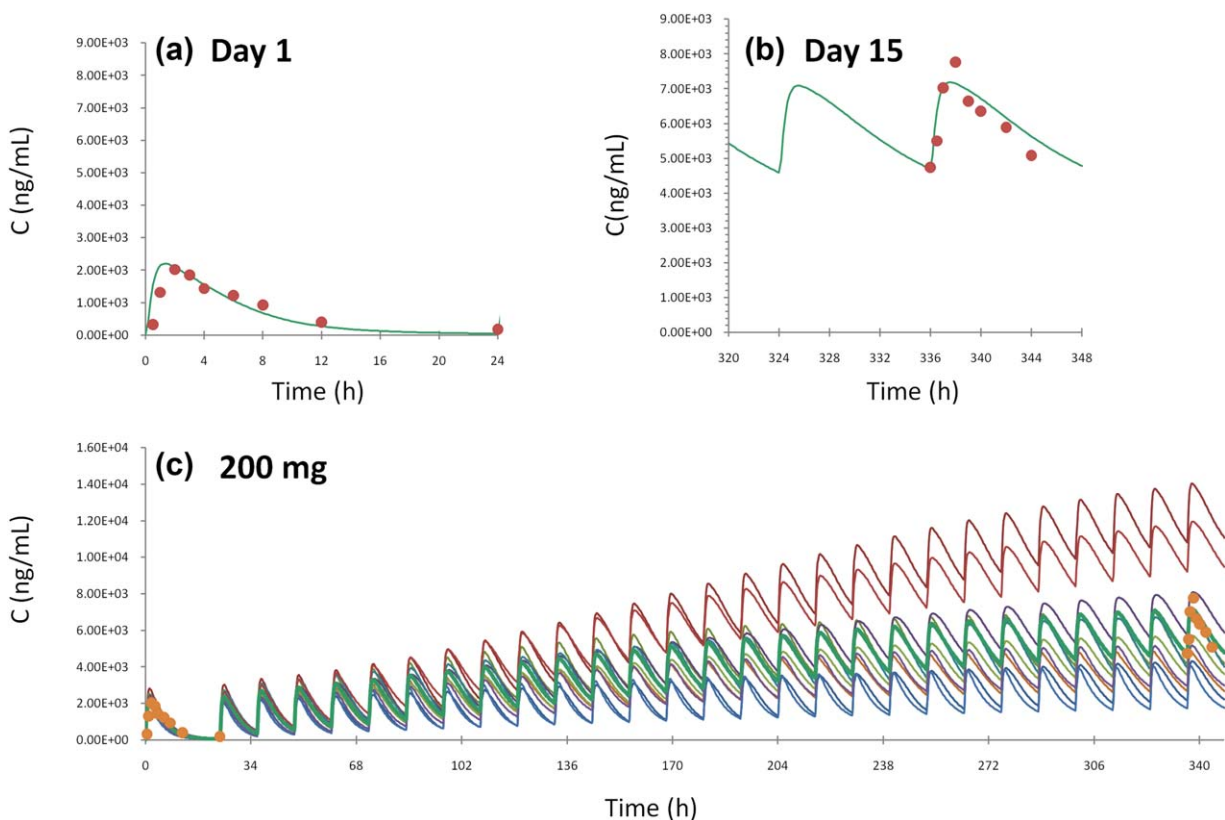 (a) Day 1
C (ng/mL)
9.00E+03
8.00E+03
7.00E+03
6.00E+03
5.00E+03
4.00E+03
3.00E+03
2.00E+03
1.00E+03
0.00E+00
0 4 8 12 16 20 24
Time (h)
(b) Day 15
C(ng/mL)
9.00E+03
8.00E+03
7.00E+03
6.00E+03
5.00E+03
4.00E+03
3.00E+03
2.00E+03
1.00E+03
0.00E+00
320 324 328 332 336 340 344 348
Time (h)
(c) 200 mg
C (ng/mL)
1.60E+04
1.40E+04
1.20E+04
1.00E+04
8.00E+03
6.00E+03
4.00E+03
2.00E+03
0.00E+00
0 34 68 102 136 170 204 238 272 306 340
Time (h)